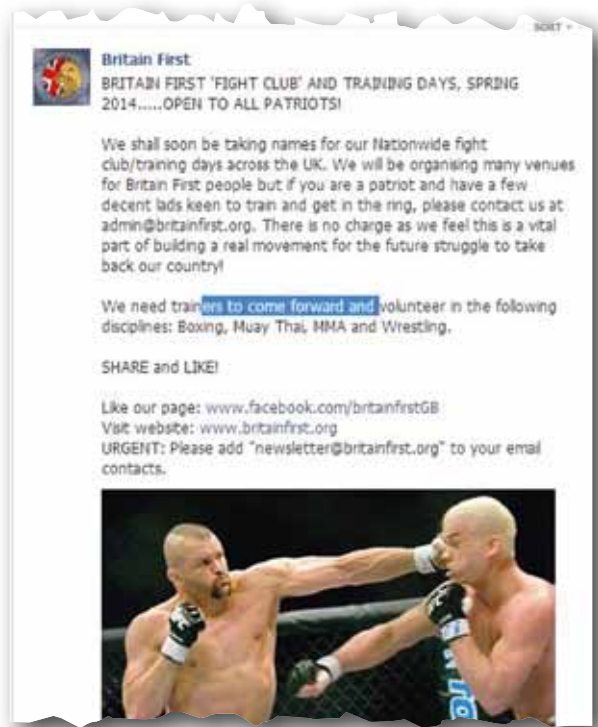 SORT
Britain First
BRITAIN FIRST 'FIGHT CLUB' AND TRAINING DAYS, SPRING
2014.....OPEN TO ALL PATRIOTS!
We shall soon be taking names for our Nationwide fight
club/training days across the UK. We will be organising many venues
for Britain First people but if you are a patriot and have a few
decent lads keen to train and get in the ring, please contact us at
admin@britainfirst.org. There is no charge as we feel this is a vital
part of building a real movement for the future struggle to take
back our country!
We need trainers to come forward and volunteer in the following
disciplines: Boxing, Muay Thai, MMA and Wrestling.
SHARE and LIKE!
Like our page: www.facebook.com/britainfirstGB
Visit website: www.britainfirst.org
URGENT: Please add "newsletter@britainfirst.org" to your email
contacts.